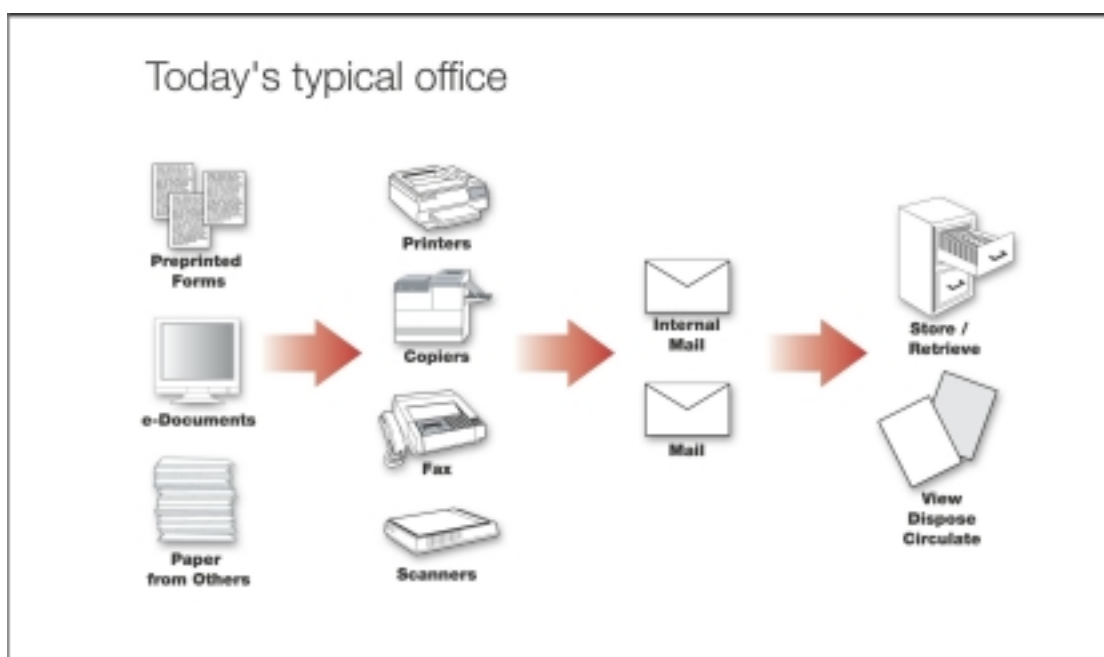 Today's typical office
Preprinted
Forms
e-Documents
Paper
from Others
Printers
Copiers
Fax
Scanners
Internal
Mail
Mail
Store /
Retrieve
View
Dispose
Circulate